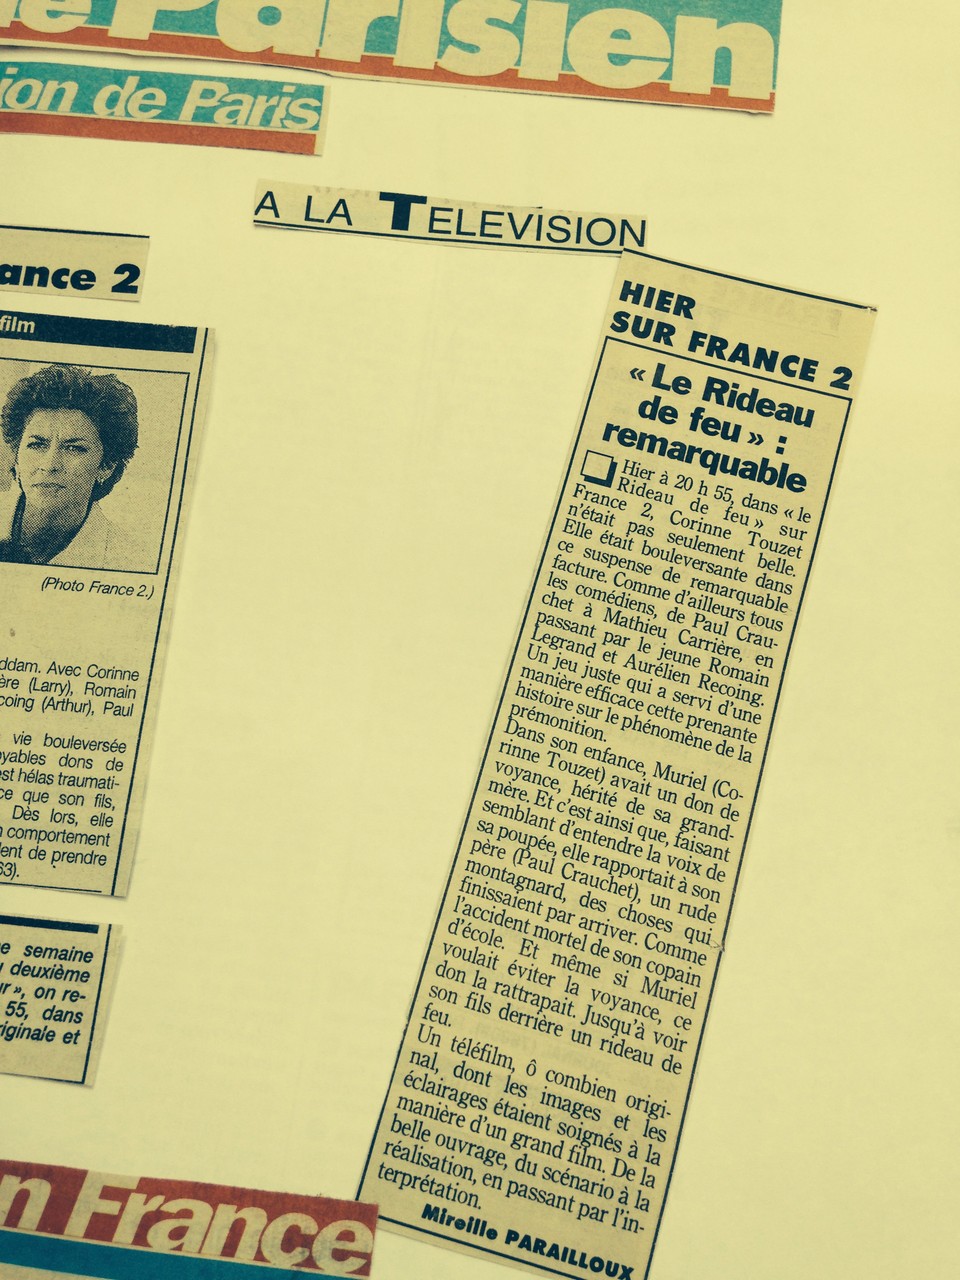 e Parisien
ion de Paris
A LA TELEVISION
ance 2
film
(Photo France 2.)
ddam. Avec Corinne
ère (Larry), Romain
coing (Arthur), Paul
vie bouleversée
oyables dons de
est hélas traumati-
ce que son fils,
Dès lors, elle
n comportement
lent de prendre
63).
e semaine
deuxième
ur», on re-
55, dans
riginale et
n France
HIER
SUR FRANCE 2
« Le Rideau
de feu » :
remarquable
Hier à 20 h 55, dans « le
Rideau de feu » sur
France 2, Corinne Touzet
n'était pas seulement belle.
Elle était bouleversante dans
ce suspense de remarquable
facture. Comme d'ailleurs tous
les comédiens, de Paul Crau-
chet à Mathieu Carrière, en
passant par le jeune Romain
Legrand et Aurélien Recoing.
Un jeu juste qui a servi d'une
manière efficace cette prenante
histoire sur le phénomène de la
prémonition.
Dans son enfance, Muriel (Co-
rinne Touzet) avait un don de
voyance, hérité de sa grand-
mère. Et c'est ainsi que, faisant
semblant d'entendre la voix de
sa poupée, elle rapportait à son
père (Paul Crauchet), un rude
montagnard, des choses qui
finissaient par arriver. Comme
l'accident mortel de son copain
d'école. Et même si Muriel
voulait éviter la voyance, ce
don la rattrapait. Jusqu'à voir
son fils derrière un rideau de
feu.
Un téléfilm, ô combien origi-
nal, dont les images et les
éclairages étaient soignés à la
manière d'un grand film. De la
belle ouvrage, du scénario à la
réalisation, en passant par l'in-
terprétation.
Mireille PARAILLOUX